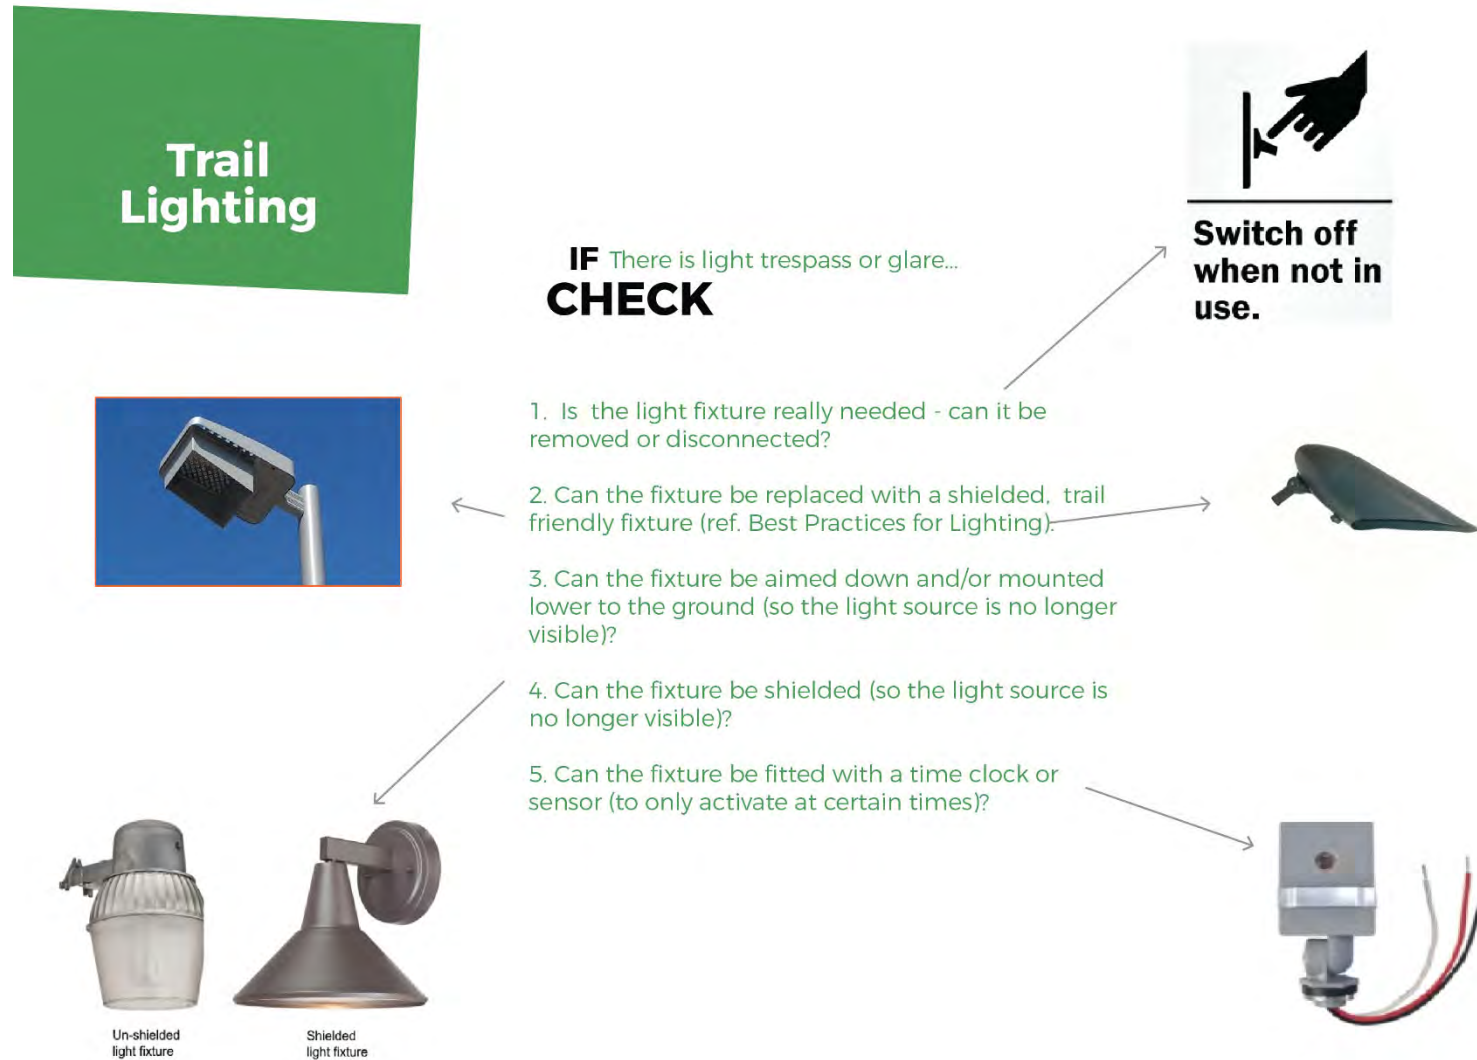 Trail
Lighting
IF There is light trespass or glare...
CHECK
Switch off
when not in
use.
1. Is the light fixture really needed - can it be
removed or disconnected?
2. Can the fixture be replaced with a shielded, trail
friendly fixture (ref. Best Practices for Lighting).
3. Can the fixture be aimed down and/or mounted
lower to the ground (so the light source is no longer
visible)?
4. Can the fixture be shielded (so the light source is
no longer visible)?
5. Can the fixture be fitted with a time clock or
sensor (to only activate at certain times)?
Un-shielded
light fixture
Shielded
light fixture